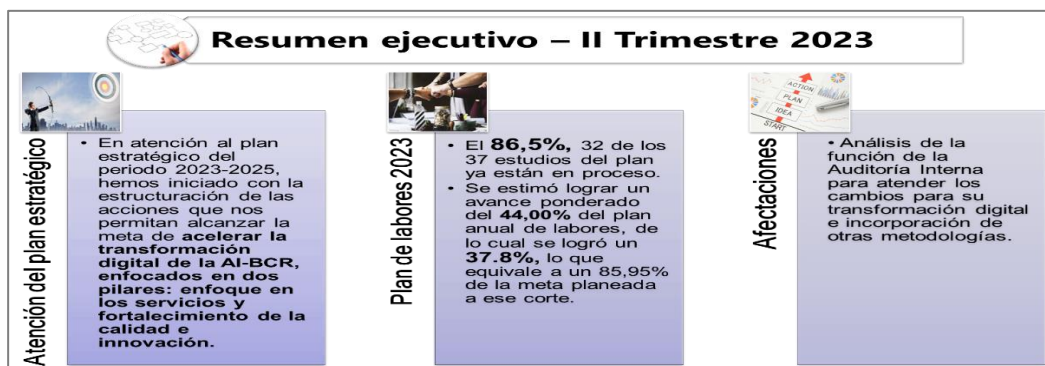 Resumen ejecutivo – II Trimestre 2023
Atención del plan estratégico
• En atención al plan
estratégico del
período 2023-2025,
hemos iniciado con la
estructuración de las
acciones que nos
permitan alcanzar la
meta de acelerar la
transformación
digital de la AI-BCR,
enfocados en dos
pilares: enfoque en
los servicios y
fortalecimiento de la
calidad e
innovación.
Plan de labores 2023
• El 86,5%, 32 de los
37 estudios del plan
ya están en proceso.
• Se estimó lograr un
avance ponderado
del 44,00% del plan
anual de labores, de
lo cual se logró un
37.8%, lo que
equivale a un 85,95%
de la meta planeada
a ese corte.
Afectaciones
ACTION
PLAN
IDEA
START
• Análisis de la
función de la
Auditoría Interna
para atender los
cambios para su
transformación digital
e incorporación de
otras metodologías.